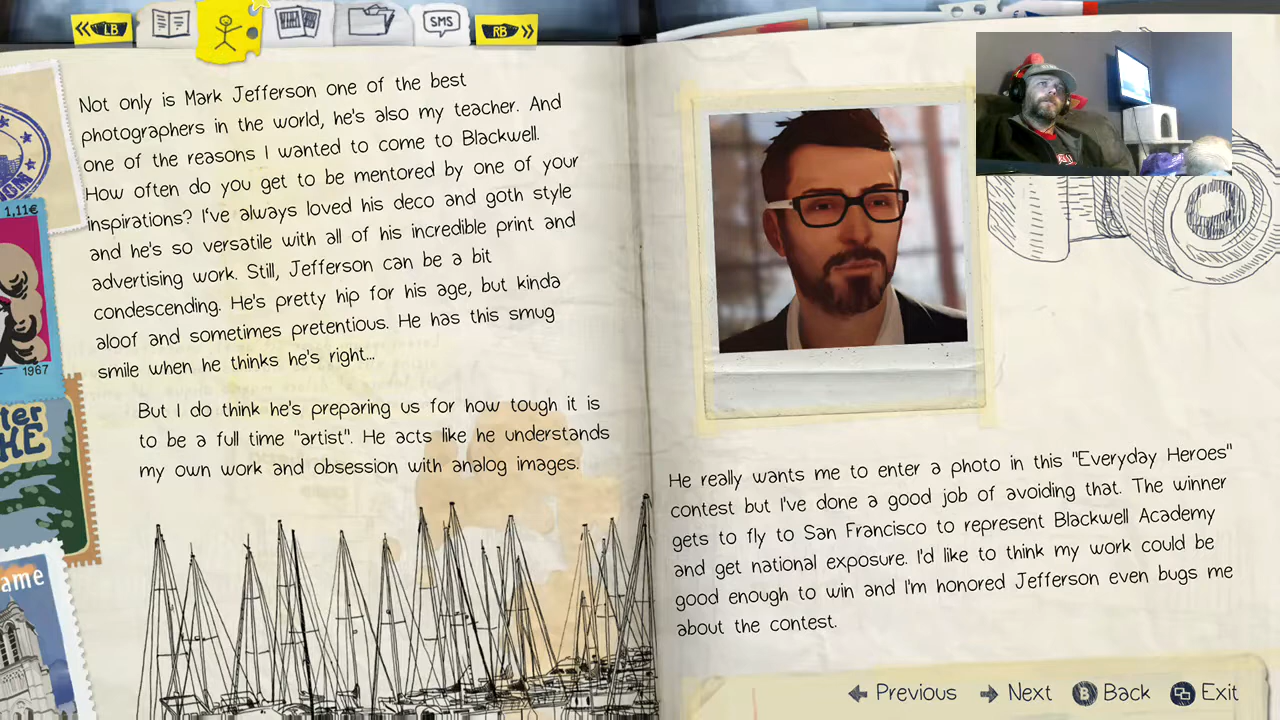 LB
SMS
RB
Not only is Mark Jefferson one of the best
photographers in the world, he's also my teacher. And
one of the reasons I wanted to come to Blackwell.
How often do you get to be mentored by one of your
inspirations? I've always loved his deco and goth style
and he's so versatile with all of his incredible print and
advertising work. Still, Jefferson can be a bit
condescending. He's pretty hip for his age, but kinda
aloof and sometimes pretentious. He has this smug
smile when he thinks he's right...
But I do think he's preparing us for how tough it is
to be a full time "artist". He acts like he understands
my own work and obsession with analog images.
1,11€
1967
ter
HE
ame
He really wants me to enter a photo in this "Everyday Heroes"
contest but I've done a good job of avoiding that. The winner
gets to fly to San Francisco to represent Blackwell Academy
and get national exposure. I'd like to think my work could be
good enough to win and I'm honored Jefferson even bugs me
about the contest.
Previous
Next
B Back
Exit